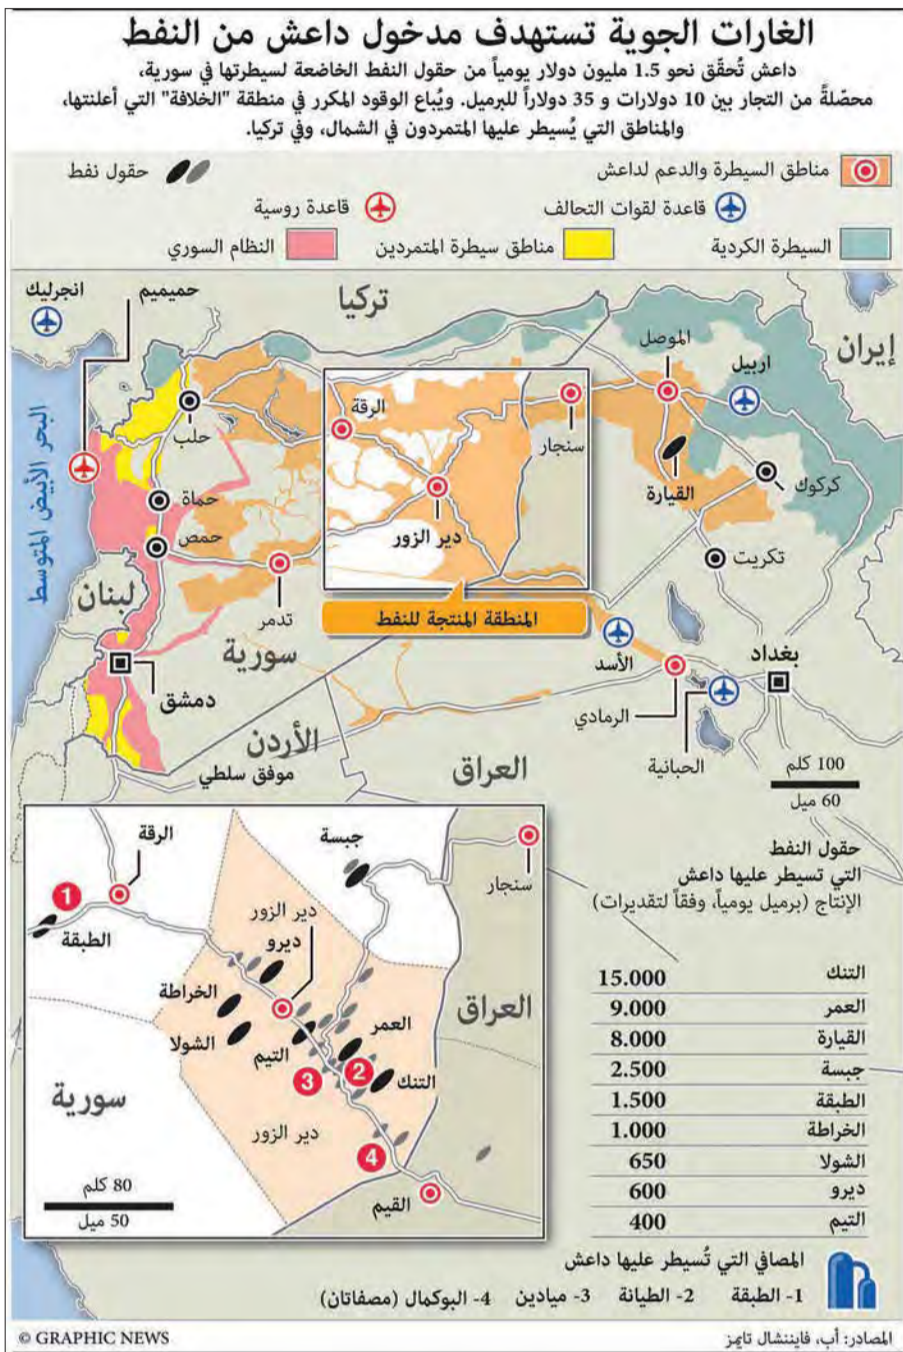 الغارات الجوية تستهدف مدخول داعش من النفط
داعش تُحقّق نحو 1.5 مليون دولار يومياً من حقول النفط الخاضعة لسيطرتها في سورية،
محصّلةً من التجار بين 10 دولارات و 35 دولاراً للبرميل. ويُباع الوقود المكرر في منطقة "الخلافة" التي أعلنتها،
والمناطق التي يُسيطر عليها المتمردون في الشمال، وفي تركيا.
مناطق السيطرة والدعم لداعش
حقول نفط
قاعدة لقوات التحالف
قاعدة روسية
السيطرة الكردية
مناطق سيطرة المتمردين
النظام السوري
انجرليك
حميميم
تركيا
إيران
الموصل
اربيل
سنجار
الرقة
حلب
البحر الأبيض المتوسط
القيارة
كركوك
حماة
دير الزور
حمص
تكريت
لبنان
تدمر
المنطقة المنتجة للنفط
سورية
الأسد
بغداد
دمشق
الرمادي
الحبانية
الأردن
موفق سلطي
العراق
100 كلم
60 ميل
الرقة
جبسة
سنجار
1
الطبقة
دير الزور
ديرو
الخراطة
الشولا
التيم
العمر
التنك
العراق
2
3
سورية
دير الزور
4
القيم
80 كلم
50 ميل
حقول النفط
التي تسيطر عليها داعش
الإنتاج (برميل يومياً، وفقاً لتقديرات)
التنك 15.000
العمر 9.000
القيارة 8.000
جبسة 2.500
الطبقة 1.500
الخراطة 1.000
الشولا 650
ديرو 600
التيم 400
المصافي التي تُسيطر عليها داعش
1- الطبقة 2- الطيانة 3- ميادين 4- البوكمال (مصفاتان)
المصادر: أب، فايننشال تايمز
© GRAPHIC NEWS